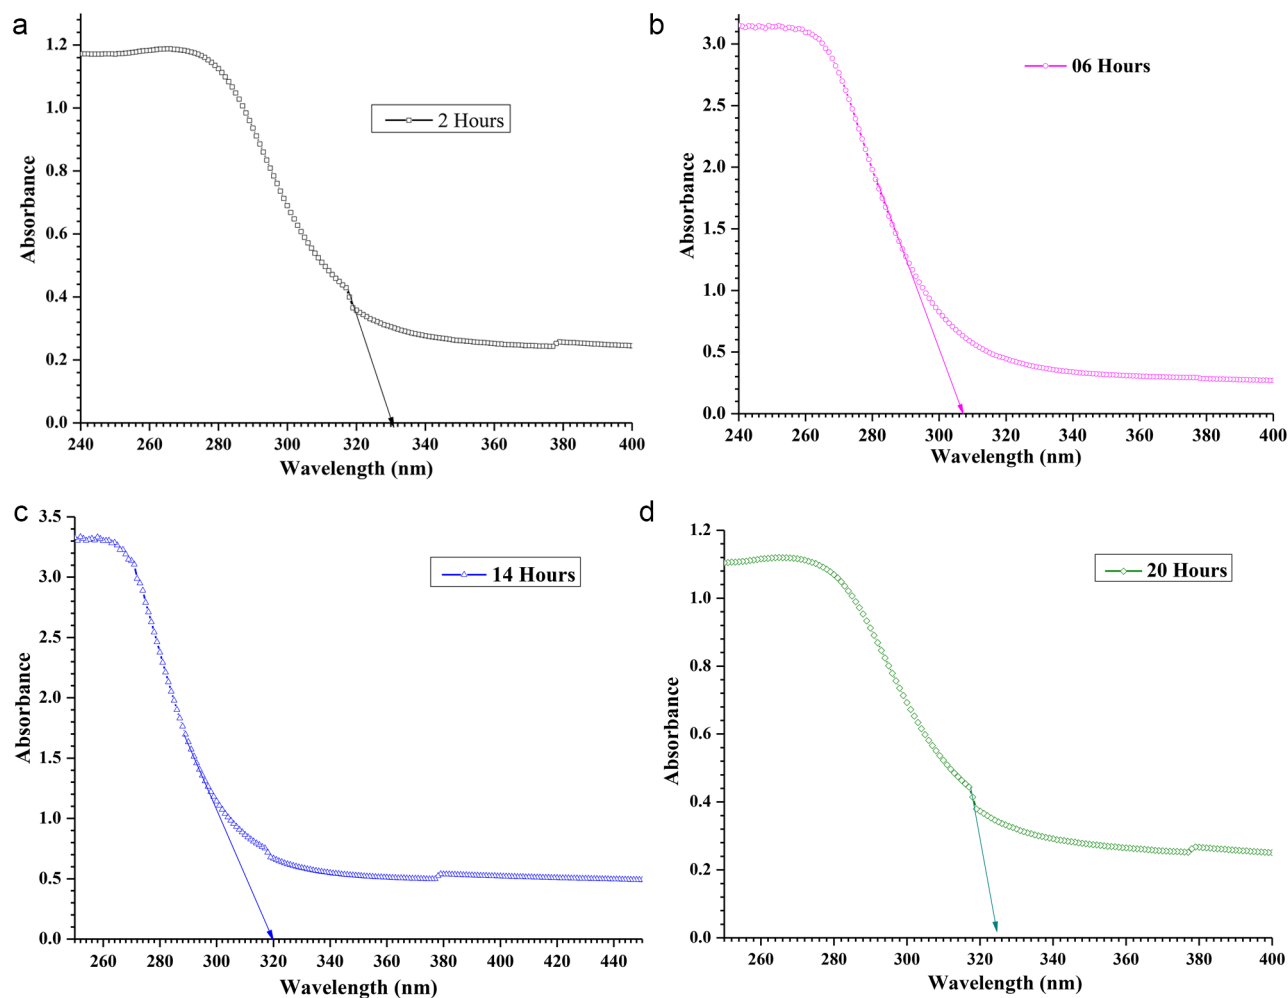 a
1.2
1.0
0.8
0.6
0.4
0.2
0.0
Absorbance
2 Hours
240 260 280 300 320 340 360 380 400
Wavelength (nm)
b
3.0
2.5
2.0
1.5
1.0
0.5
0.0
Absorbance
06 Hours
240 260 280 300 320 340 360 380 400
Wavelength (nm)
c
3.5
3.0
2.5
2.0
1.5
1.0
0.5
0.0
Absorbance
14 Hours
260 280 300 320 340 360 380 400 420 440
Wavelength (nm)
d
1.2
1.0
0.8
0.6
0.4
0.2
0.0
Absorbance
20 Hours
260 280 300 320 340 360 380 400
Wavelength (nm)